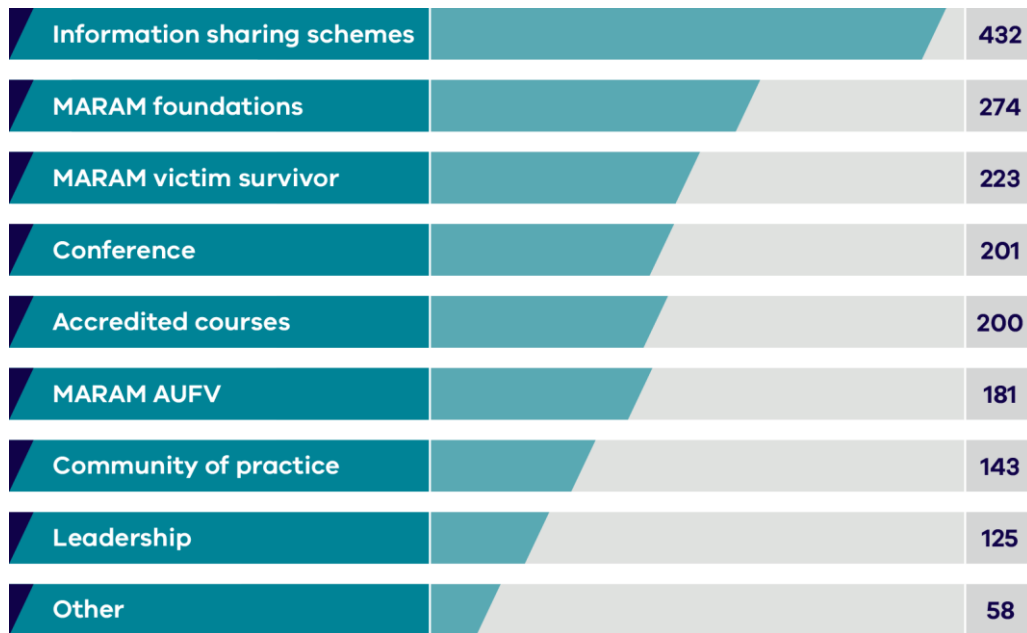 Information sharing schemes 432
MARAM foundations 274
MARAM victim survivor 223
Conference 201
Accredited courses 200
MARAM AUFV 181
Community of practice 143
Leadership 125
Other 58